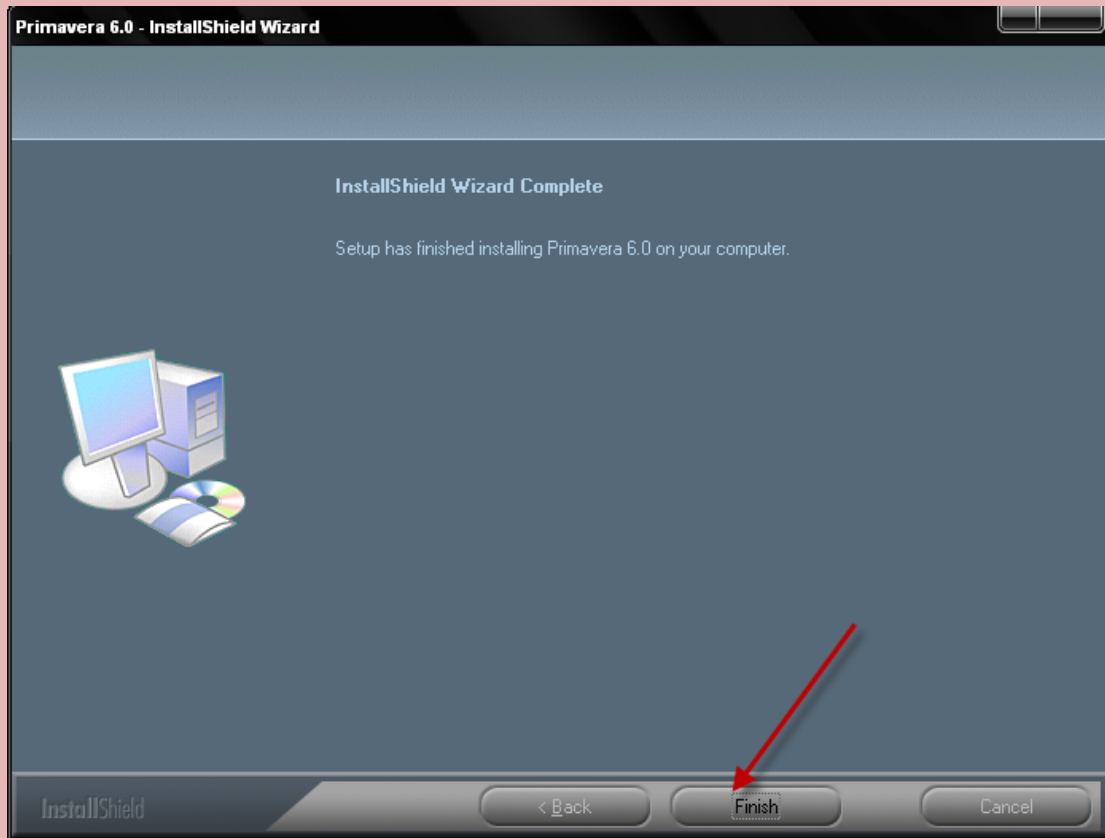 Primavera 6.0 - InstallShield Wizard
InstallShield Wizard Complete
Setup has finished installing Primavera 6.0 on your computer.
InstallShield
< Back
Finish
Cancel